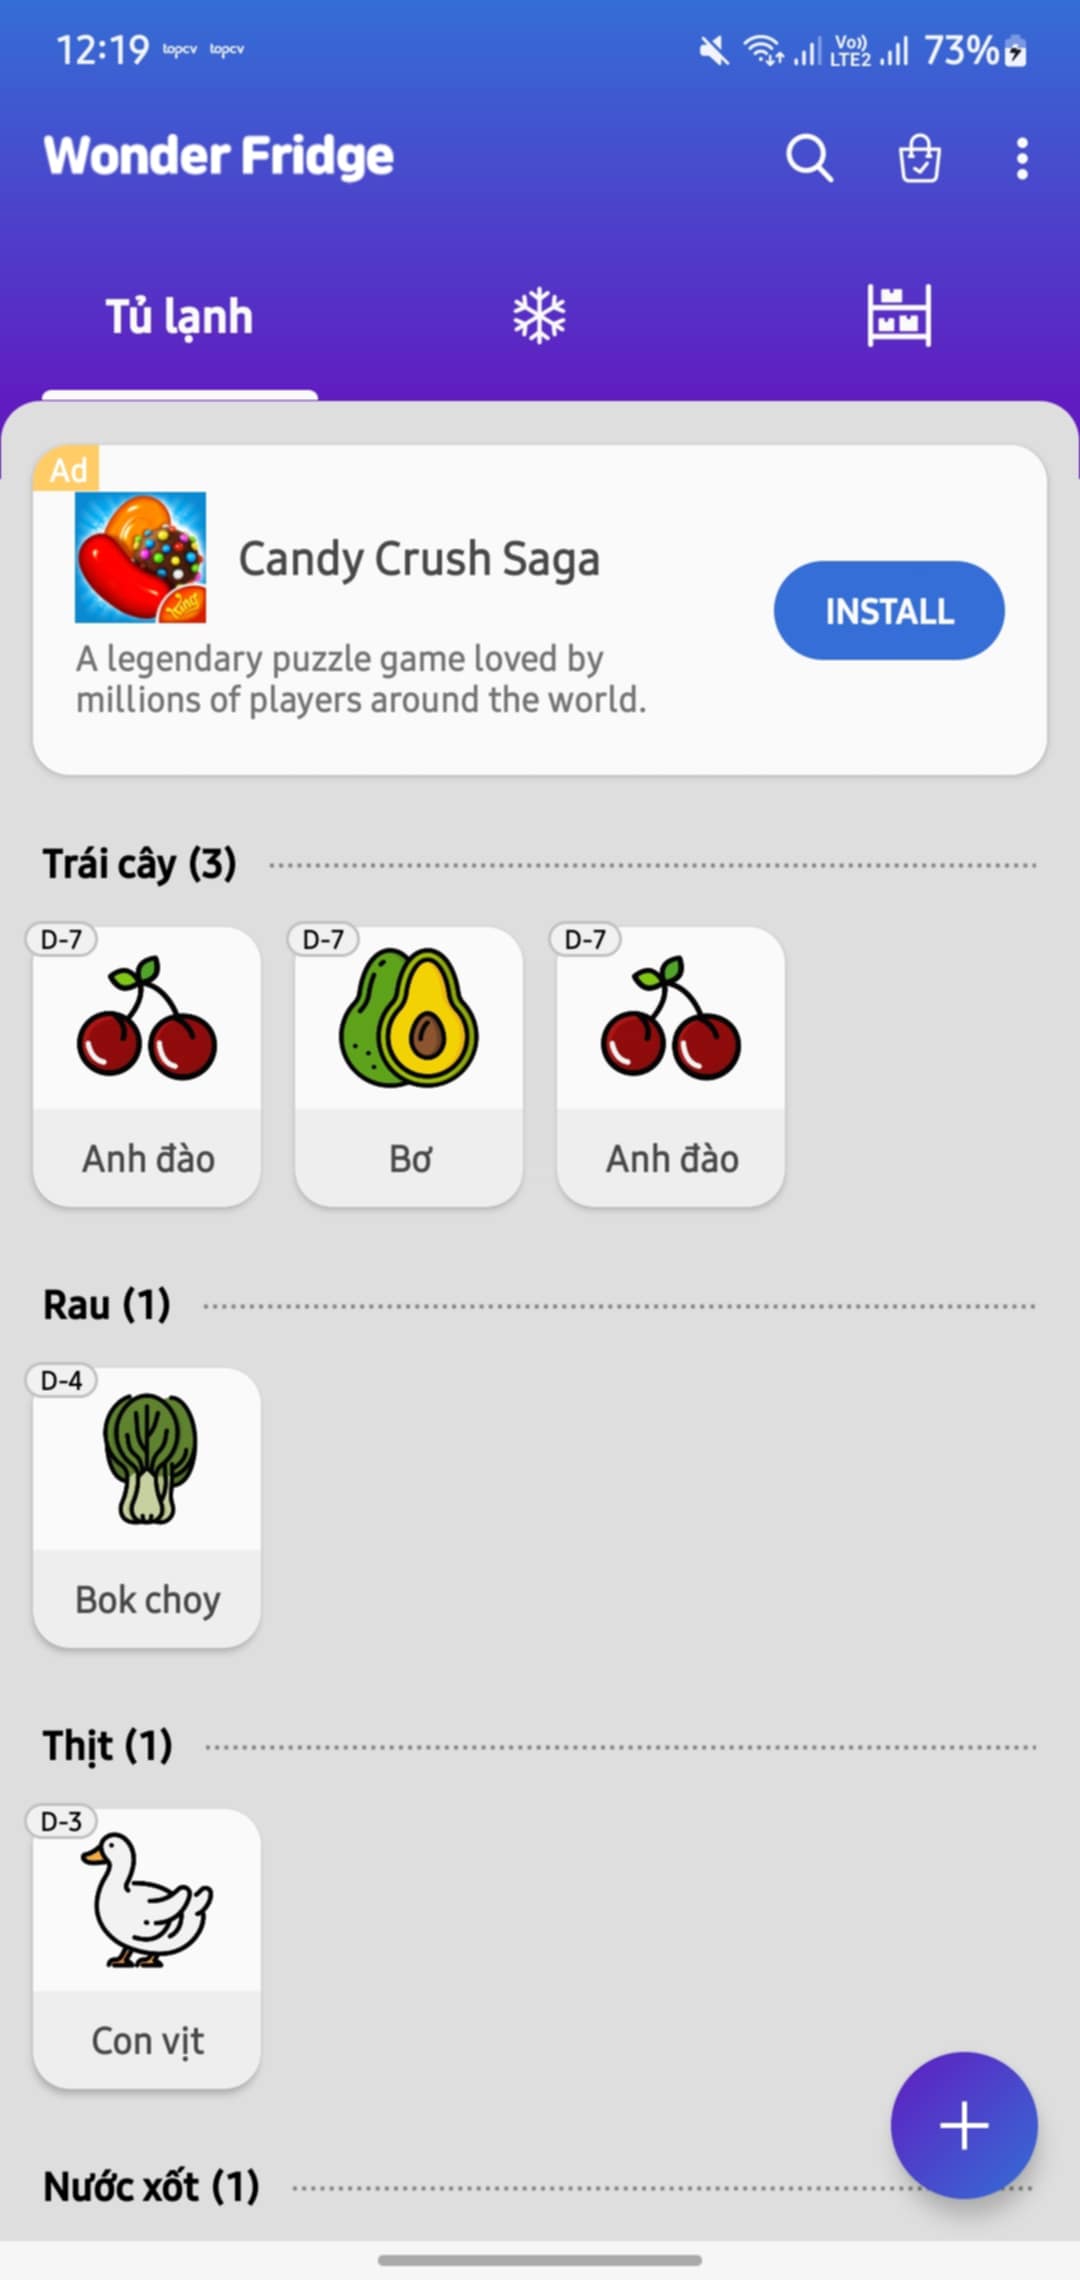 12:19 topcv topcv Vo)) LTE2 73%
Wonder Fridge
Tủ lạnh
Ad
Candy Crush Saga
King
INSTALL
A legendary puzzle game loved by
millions of players around the world.
Trái cây (3)
D-7 D-7 D-7
Anh đào Bơ Anh đào
Rau (1)
D-4
Bok choy
Thịt (1)
D-3
Con vịt
Nước xốt (1)